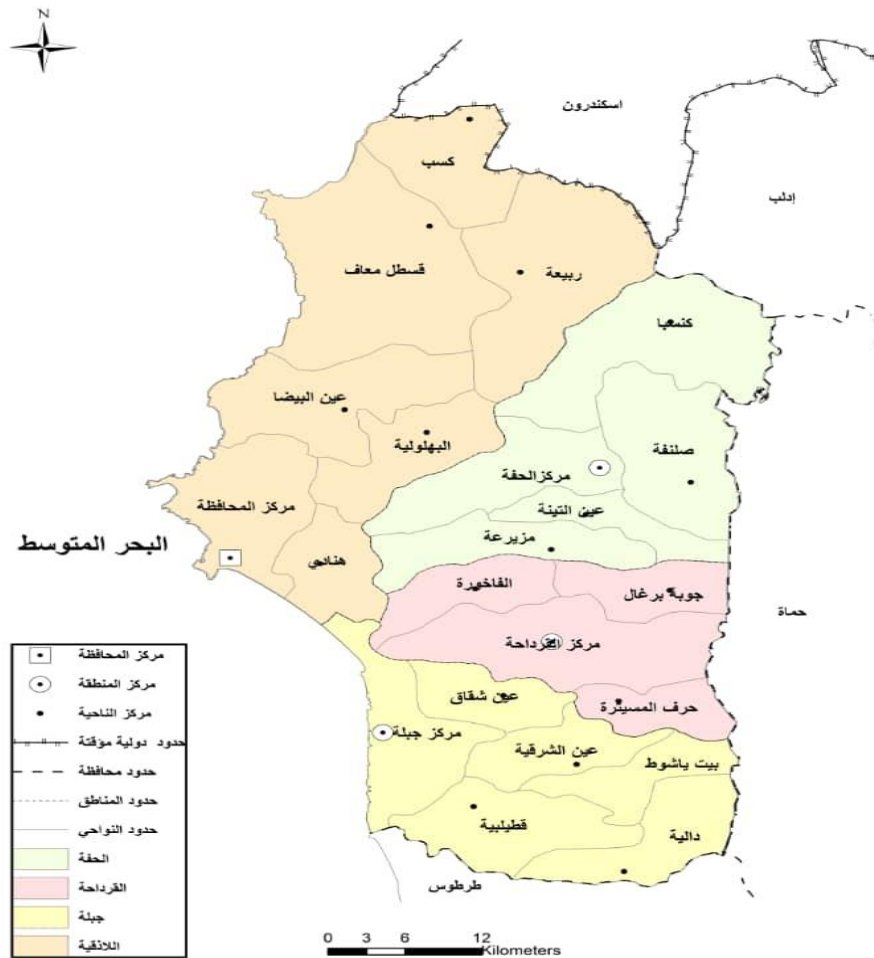 N
اسكندرون
كسب
إدلب
قسطل معاف
ربيعة
كنسبا
عين البيضا
البهلولية
صلنفة
مركز الحفة
مركز المحافظة
عين التينة
البحر المتوسط
مزيرعة
هنادي
الفاخورة
جوبة برغال
حماة
مركز القرداحة
عين شقاق
حرف المسيترة
مركز جبلة
عين الشرقية
بيت ياشوط
قطيلبية
دالية
طرطوس
مركز المحافظة
مركز المنطقة
مركز الناحية
حدود دولية مؤقتة
حدود محافظة
حدود المناطق
حدود النواحي
الحفة
القرداحة
جبلة
اللاذقية
0 3 6 12
Kilometers